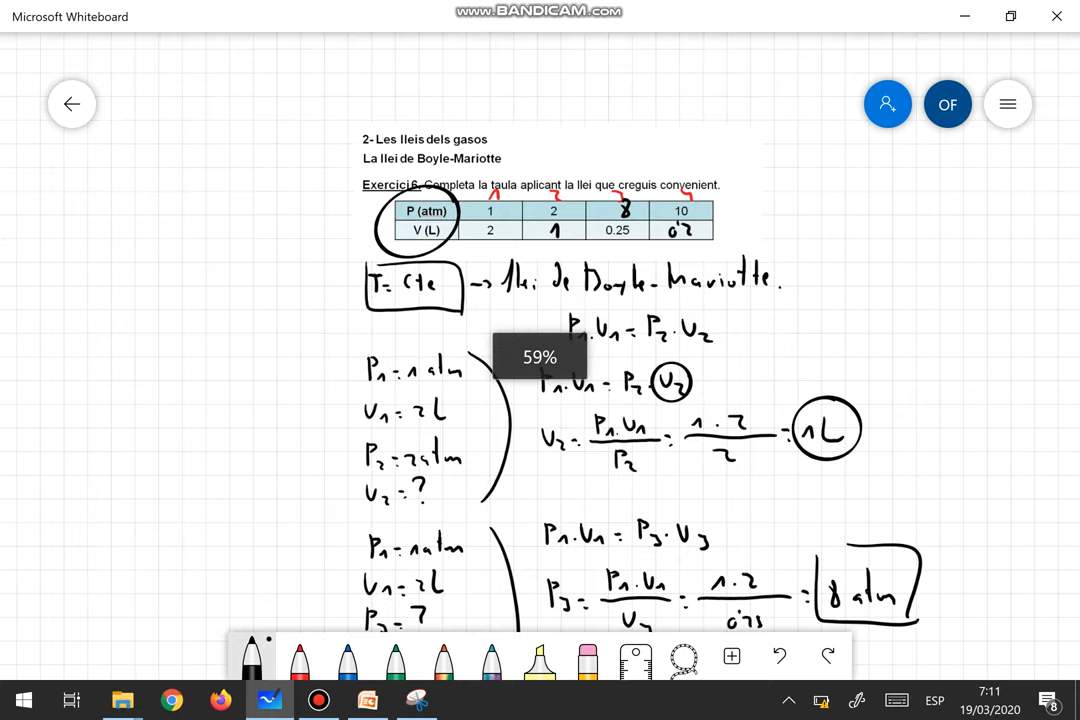 www.BANDICAM.com
Microsoft Whiteboard
OF
2- Les lleis dels gasos
La llei de Boyle-Mariotte
Exercici 6. Completa la taula aplicant la llei que creguis convenient.
1 2 3 4
P (atm) 1 2 8 10
V (L) 2 1 0.25 0'2
T = Cte → llei de Boyle-Mariotte.
P1·V1 = P2·V2
59%
P1 = 1 atm
P1·V1 = P2·V2
V1 = 2 L
V2 = P1·V1 / P2 = 1·2 / 2 = 1L
P2 = 2 atm
V2 = ?
P1·V1 = P3·V3
P1 = 1 atm
V1 = 2L
P3 = P1·V1 / V3 = 1·2 / 0'25 = 8 atm
P3 = ?
ESP
7:11
19/03/2020
8